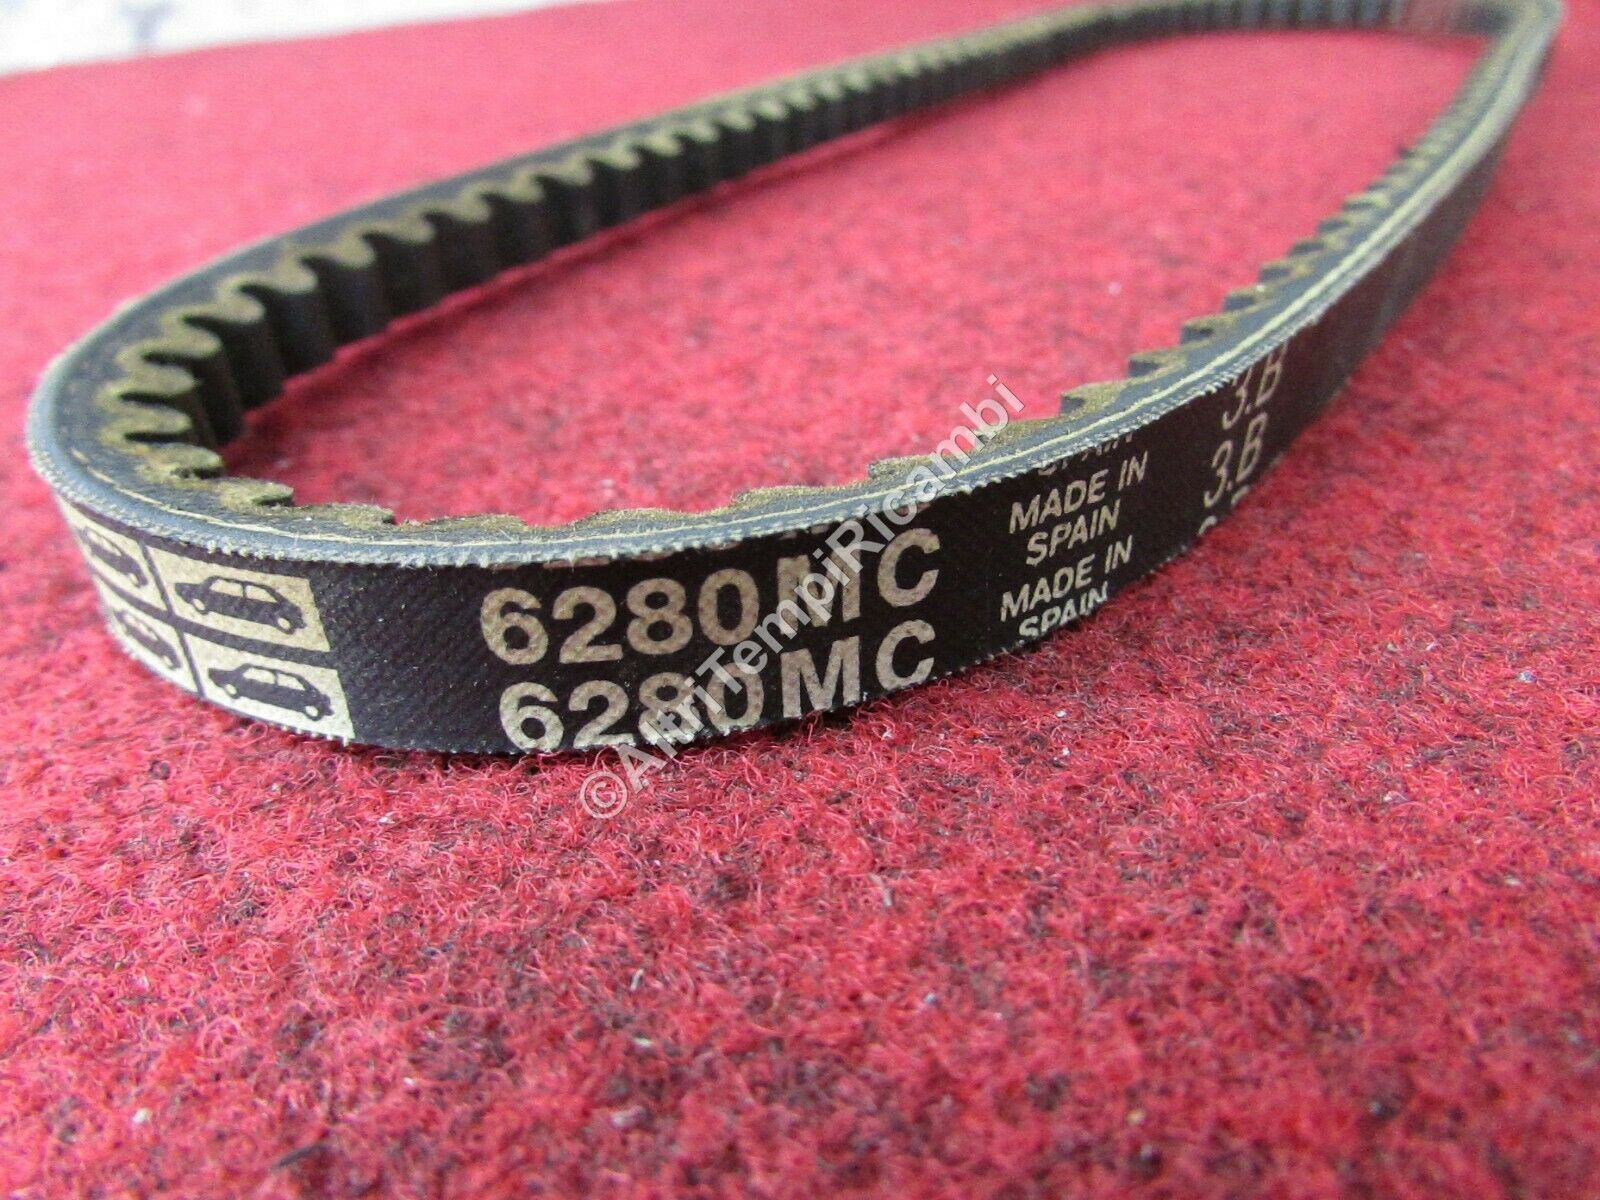 6280MC
6280MC
MADE IN
SPAIN
MADE IN
SPAIN
3.B
3.B
©AltriTempiRicambi